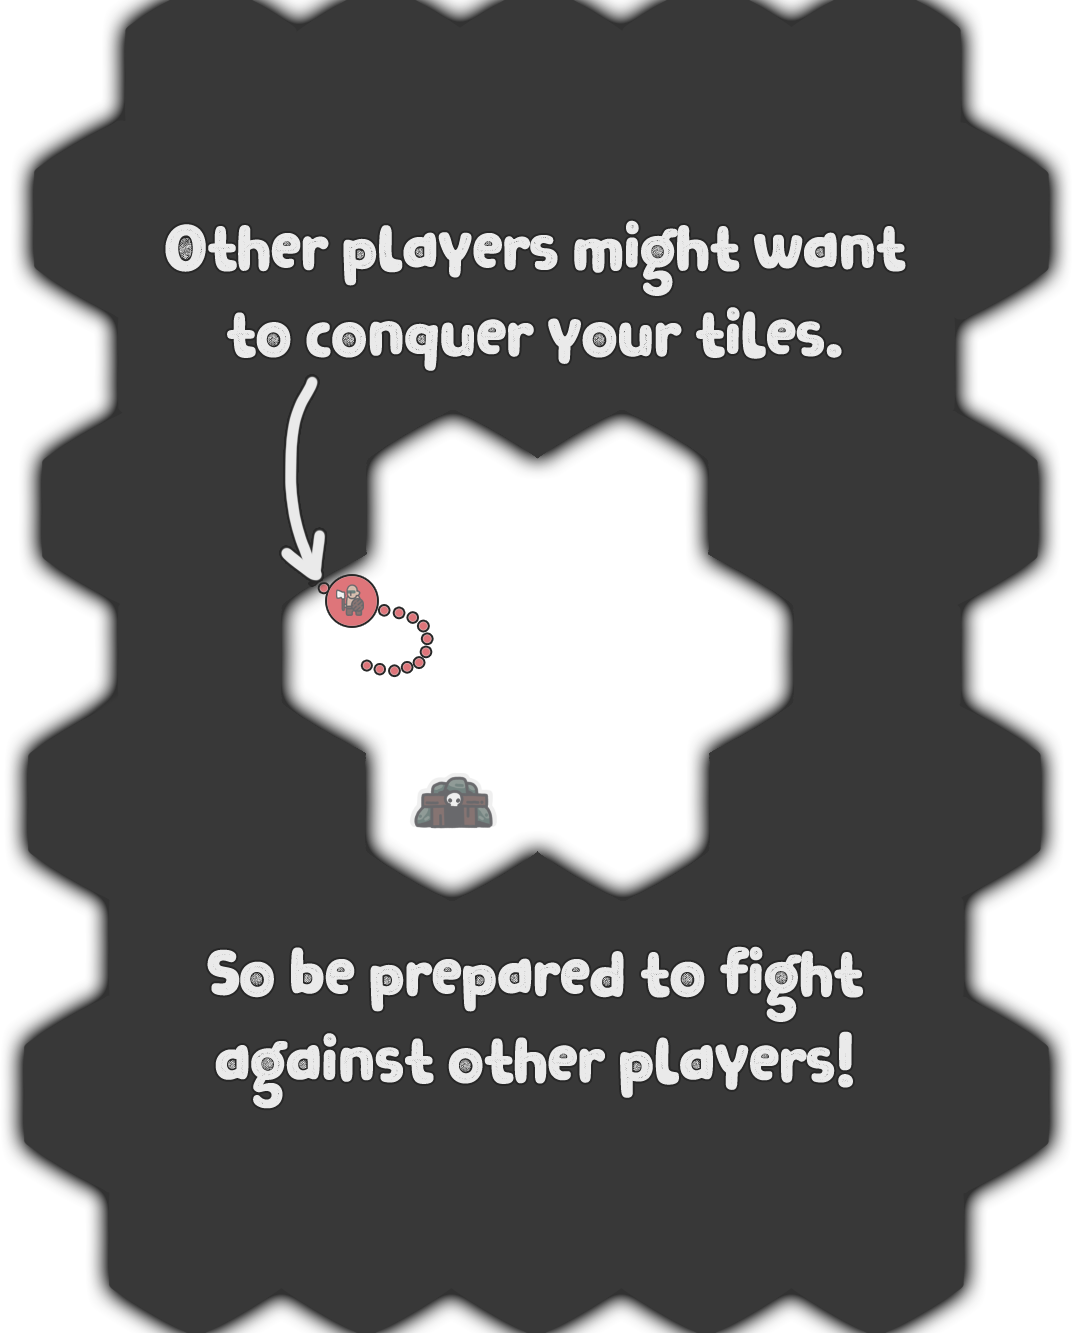 Other players might want
to conquer your tiles.
So be prepared to fight
against other players!